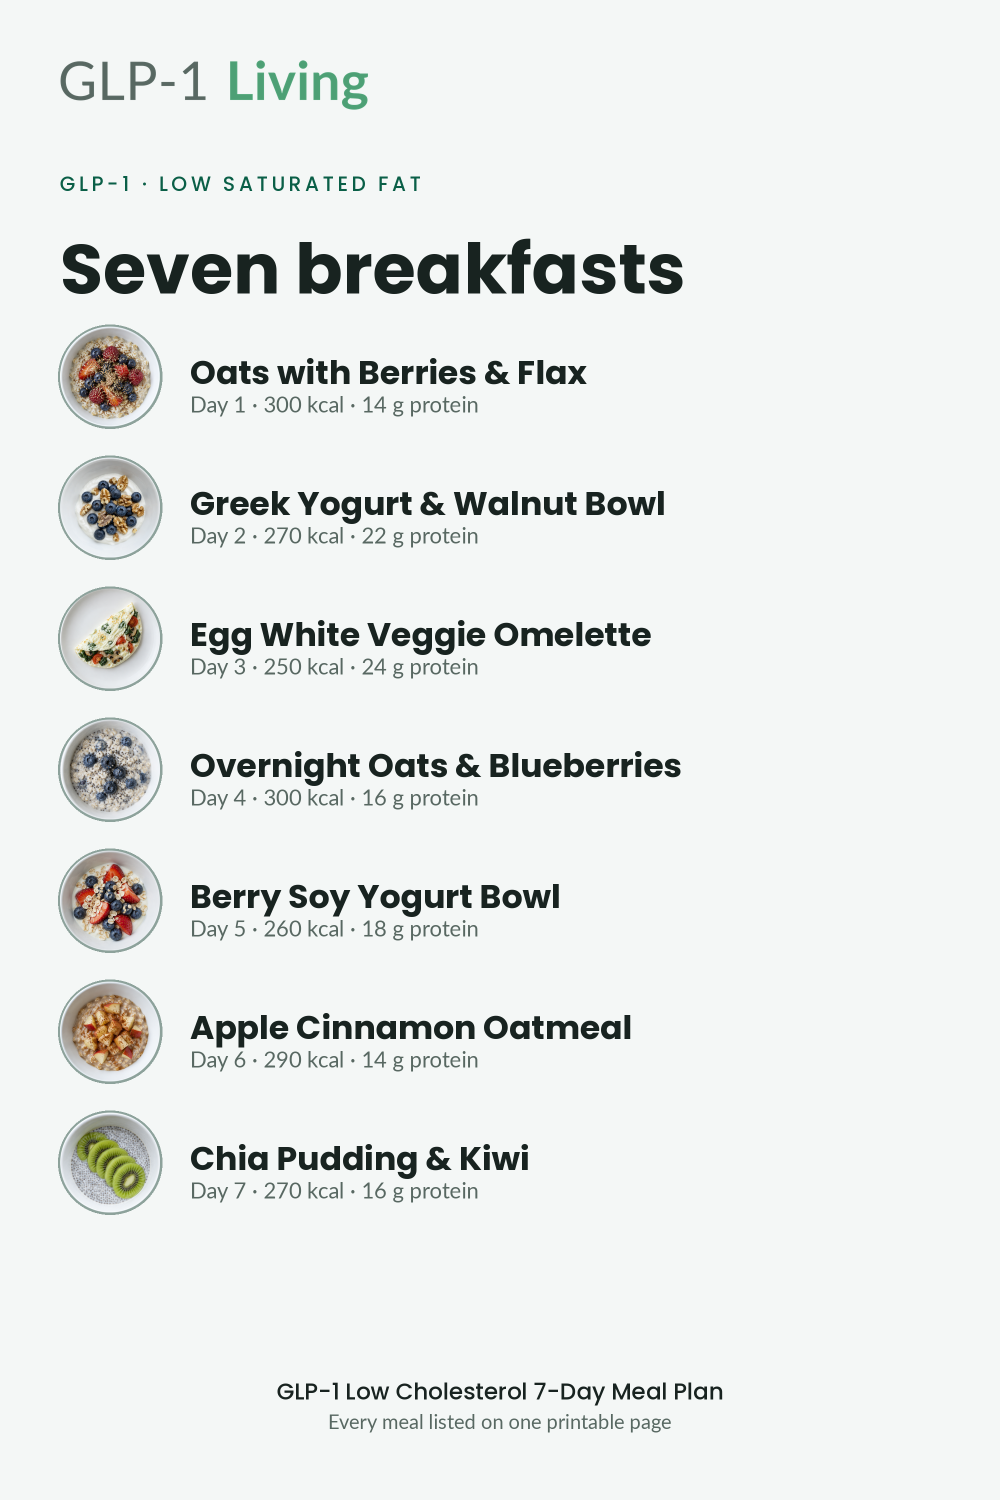 GLP-1 Living
GLP-1 · LOW SATURATED FAT
Seven breakfasts
Oats with Berries & Flax
Day 1 · 300 kcal · 14 g protein
Greek Yogurt & Walnut Bowl
Day 2 · 270 kcal · 22 g protein
Egg White Veggie Omelette
Day 3 · 250 kcal · 24 g protein
Overnight Oats & Blueberries
Day 4 · 300 kcal · 16 g protein
Berry Soy Yogurt Bowl
Day 5 · 260 kcal · 18 g protein
Apple Cinnamon Oatmeal
Day 6 · 290 kcal · 14 g protein
Chia Pudding & Kiwi
Day 7 · 270 kcal · 16 g protein
GLP-1 Low Cholesterol 7-Day Meal Plan
Every meal listed on one printable page